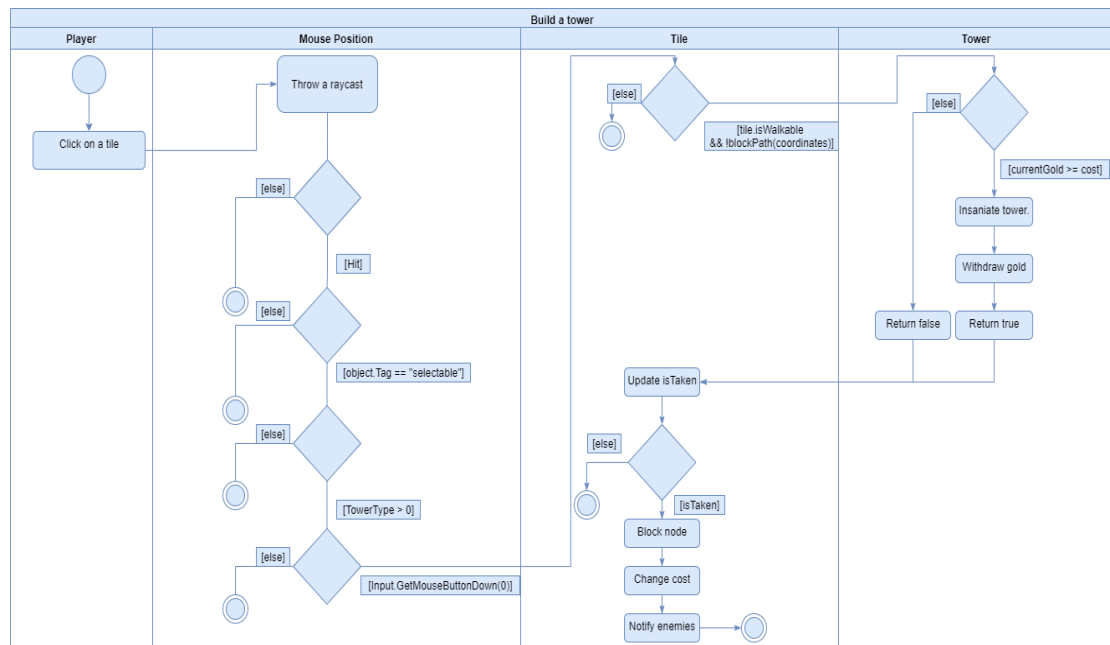 Build a tower
Player
Mouse Position
Tile
Tower
Click on a tile
Throw a raycast
[else]
[Hit]
[else]
[object.Tag == "selectable"]
[else]
[TowerType > 0]
[else]
[Input.GetMouseButtonDown(0)]
[else]
[tile.isWalkable
&& !blockPath(coordinates)]
[else]
[currentGold >= cost]
Insaniate tower.
Withdraw gold
Return false
Return true
Update isTaken
[else]
[isTaken]
Block node
Change cost
Notify enemies